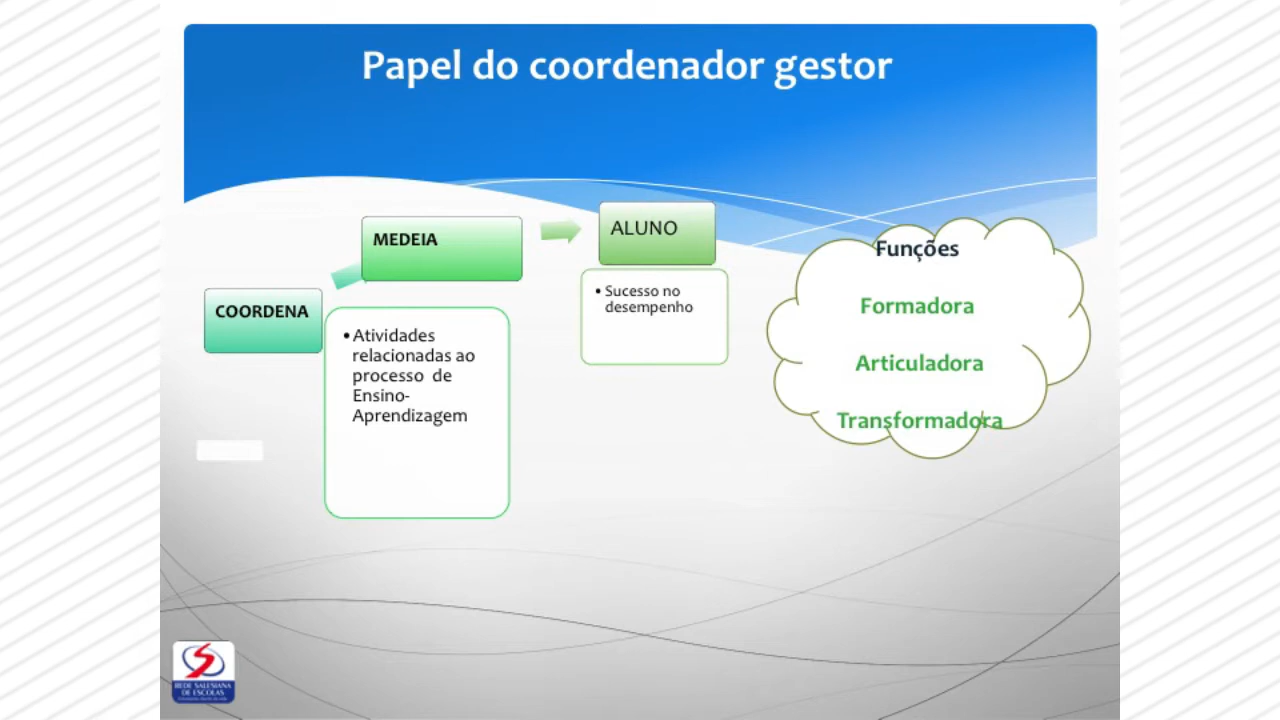 Papel do coordenador gestor
COORDENA
MEDEIA
• Atividades
relacionadas ao
processo de
Ensino-
Aprendizagem
ALUNO
• Sucesso no
desempenho
Funções
Formadora
Articuladora
Transformadora
REDE SALESIANA
DE ESCOLAS